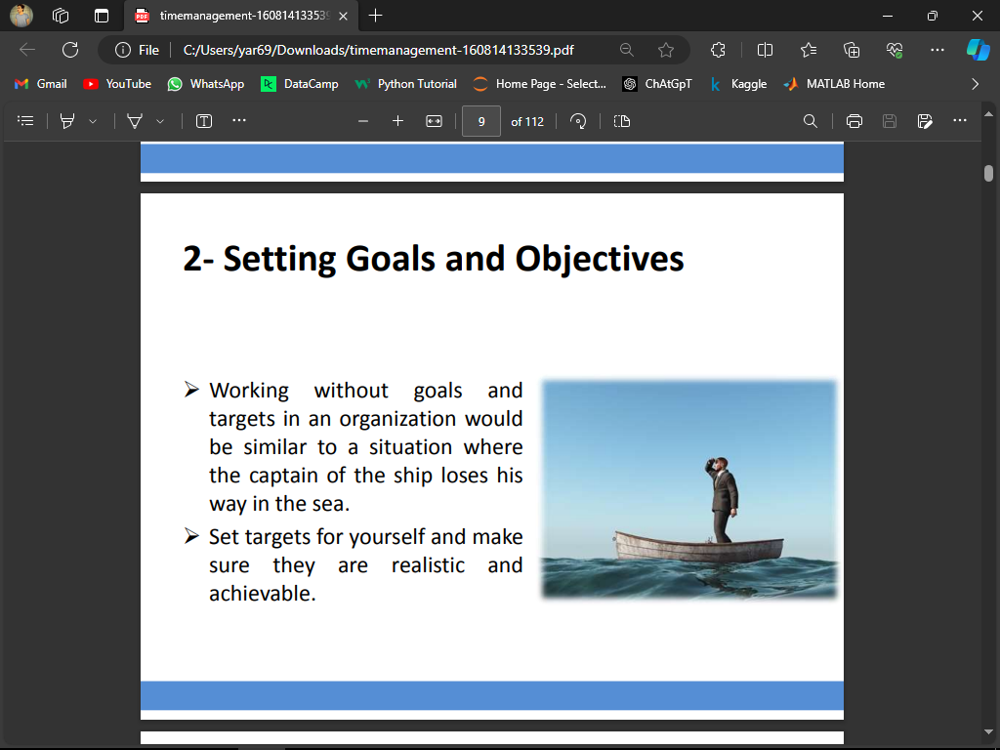 timemanagement-160814133539
File
C:/Users/yar69/Downloads/timemanagement-160814133539.pdf
Gmail
YouTube
WhatsApp
DataCamp
Python Tutorial
Home Page - Select...
ChAtGpT
Kaggle
MATLAB Home
9
of 112
2- Setting Goals and Objectives
Working without goals and
targets in an organization would
be similar to a situation where
the captain of the ship loses his
way in the sea.
Set targets for yourself and make
sure they are realistic and
achievable.